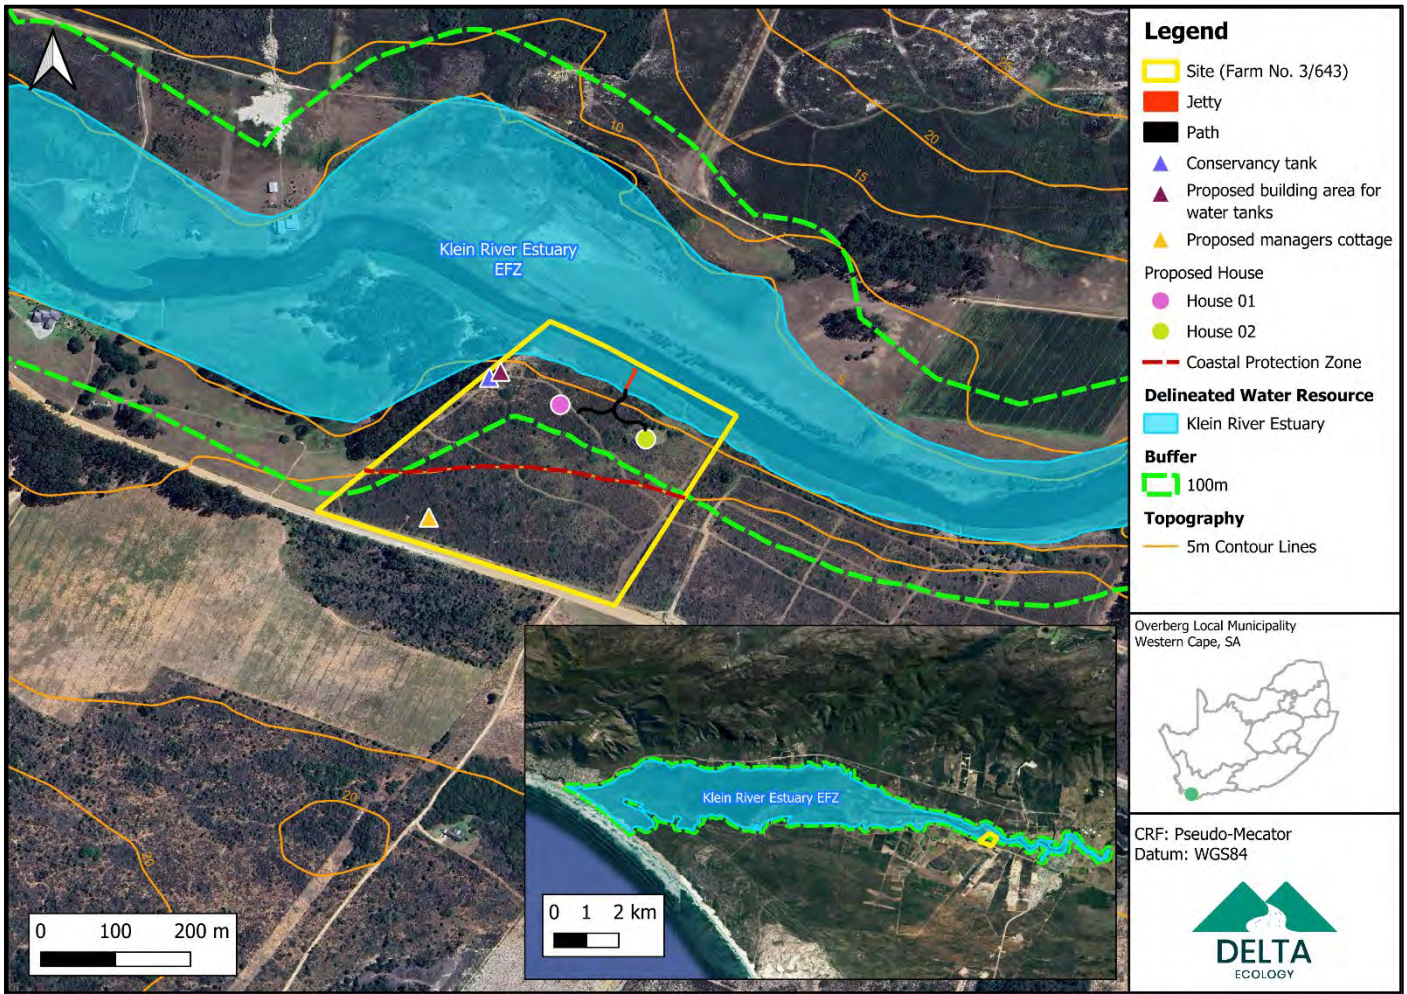 Klein River Estuary
EFZ
10
15
20
25
5
20
20
0 100 200 m
Klein River Estuary EFZ
0 1 2 km
Legend
Site (Farm No. 3/643)
Jetty
Path
Conservancy tank
Proposed building area for
water tanks
Proposed managers cottage
Proposed House
House 01
House 02
Coastal Protection Zone
Delineated Water Resource
Klein River Estuary
Buffer
100m
Topography
5m Contour Lines
Overberg Local Municipality
Western Cape, SA
CRF: Pseudo-Mecator
Datum: WGS84
DELTA
ECOLOGY